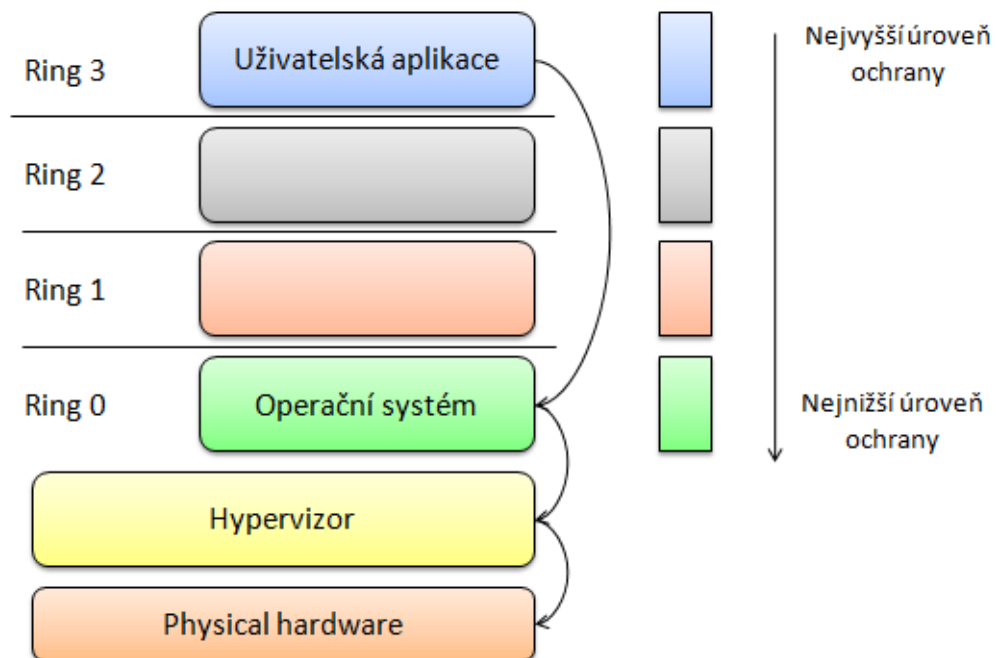 Ring 3
Uživatelská aplikace
Nejvyšší úroveň
ochrany
Ring 2
Ring 1
Ring 0
Operační systém
Nejnižší úroveň
ochrany
Hypervizor
Physical hardware